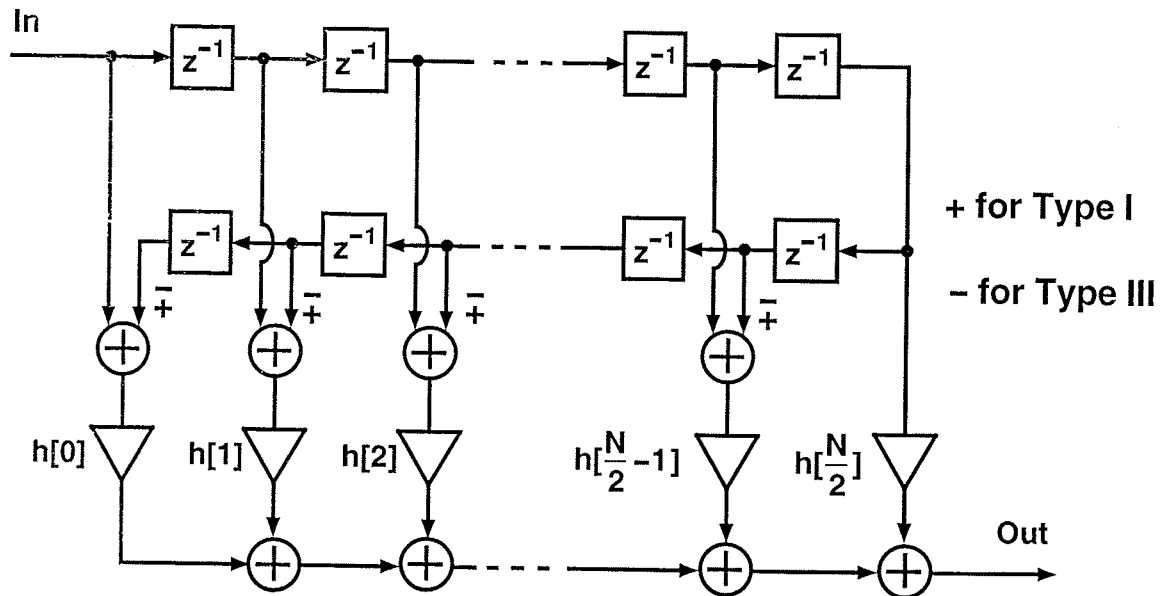 In
z⁻¹
z⁻¹
z⁻¹
z⁻¹
z⁻¹
z⁻¹
z⁻¹
z⁻¹
+ for Type I
− for Type III
∓
∓
∓
∓
+
+
+
+
h[0]
h[1]
h[2]
h[N/2 −1]
h[N/2]
Out
+
+
+
+